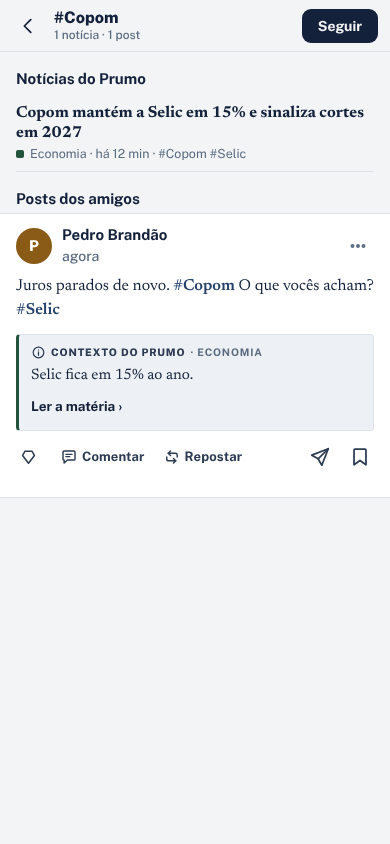 #Copom
1 notícia · 1 post
Seguir
Notícias do Prumo
Copom mantém a Selic em 15% e sinaliza cortes
em 2027
Economia · há 12 min · #Copom #Selic
Posts dos amigos
P
Pedro Brandão
agora
Juros parados de novo. #Copom O que vocês acham?
#Selic
CONTEXTO DO PRUMO · ECONOMIA
Selic fica em 15% ao ano.
Ler a matéria ›
Comentar
Repostar